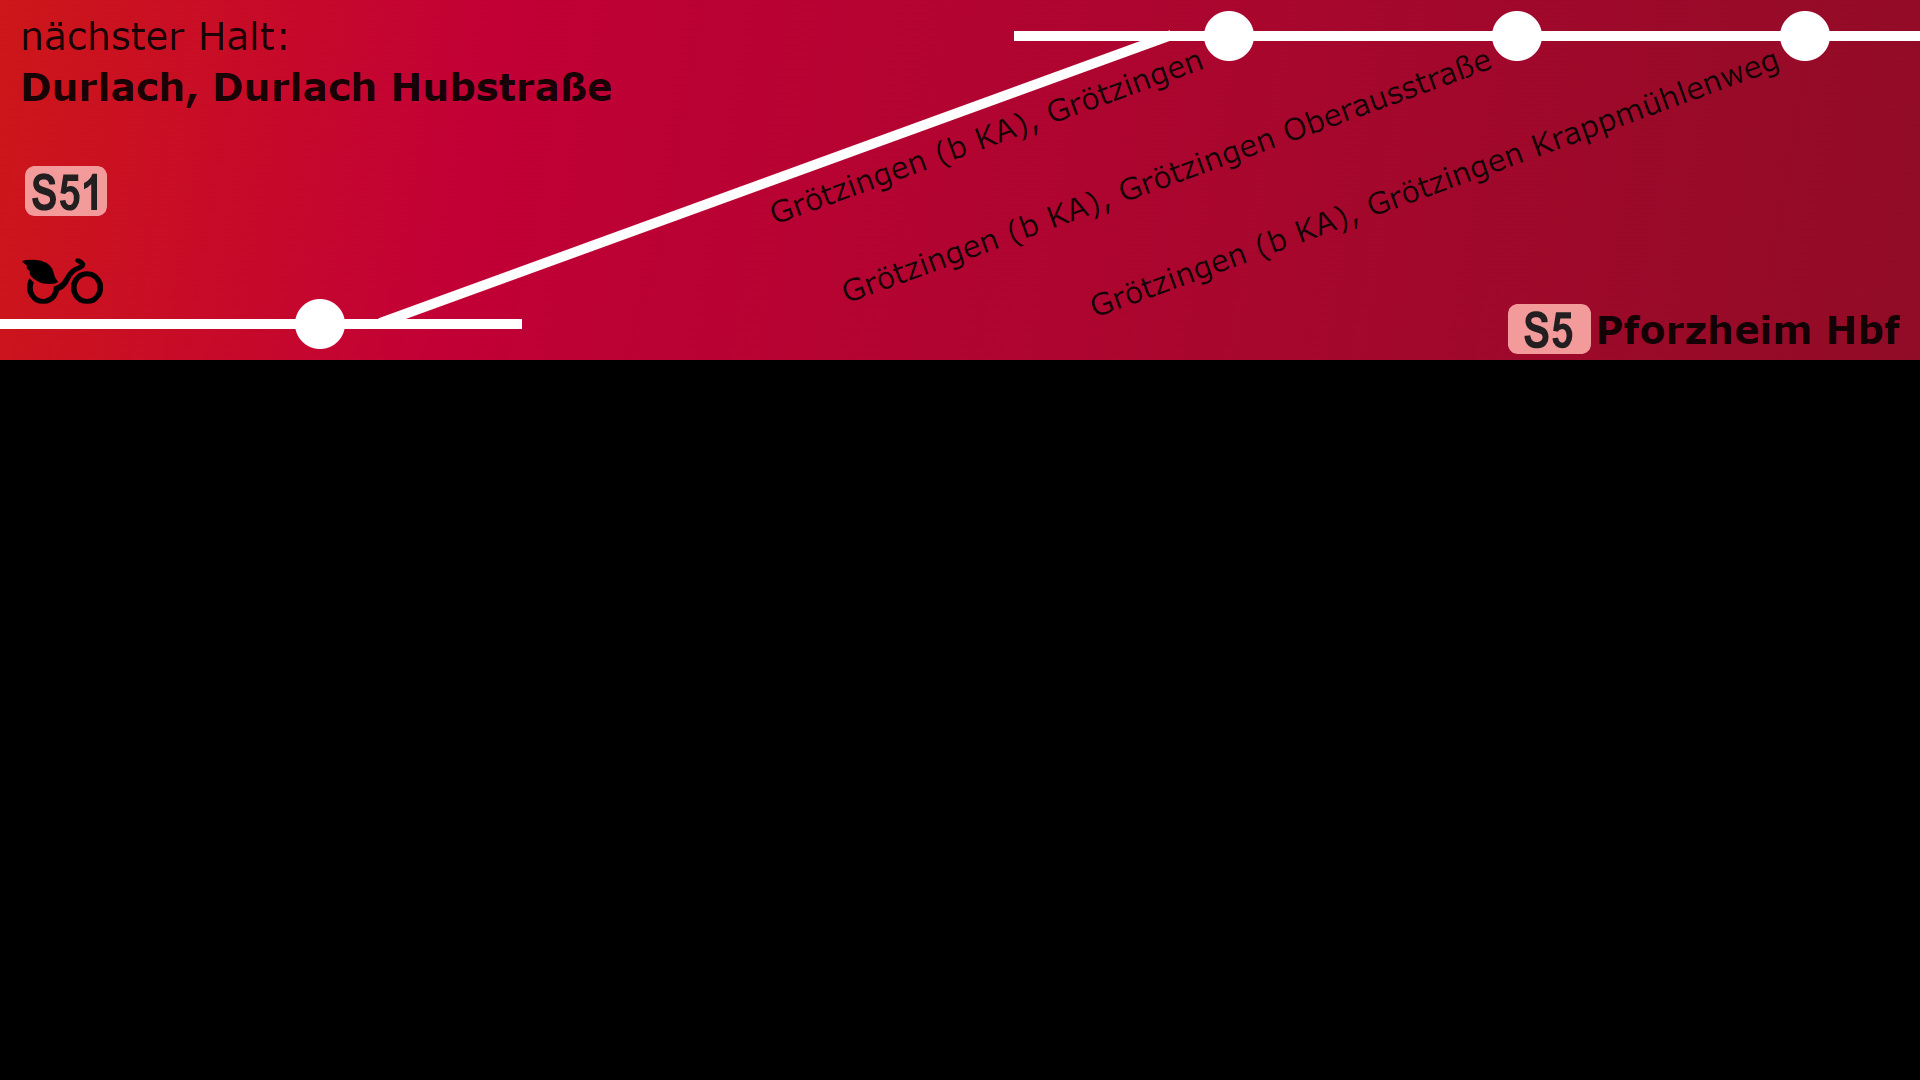 nächster Halt:
Durlach, Durlach Hubstraße
S51
Grötzingen (b KA), Grötzingen
Grötzingen (b KA), Grötzingen Oberausstraße
Grötzingen (b KA), Grötzingen Krappmühlenweg
S5 Pforzheim Hbf